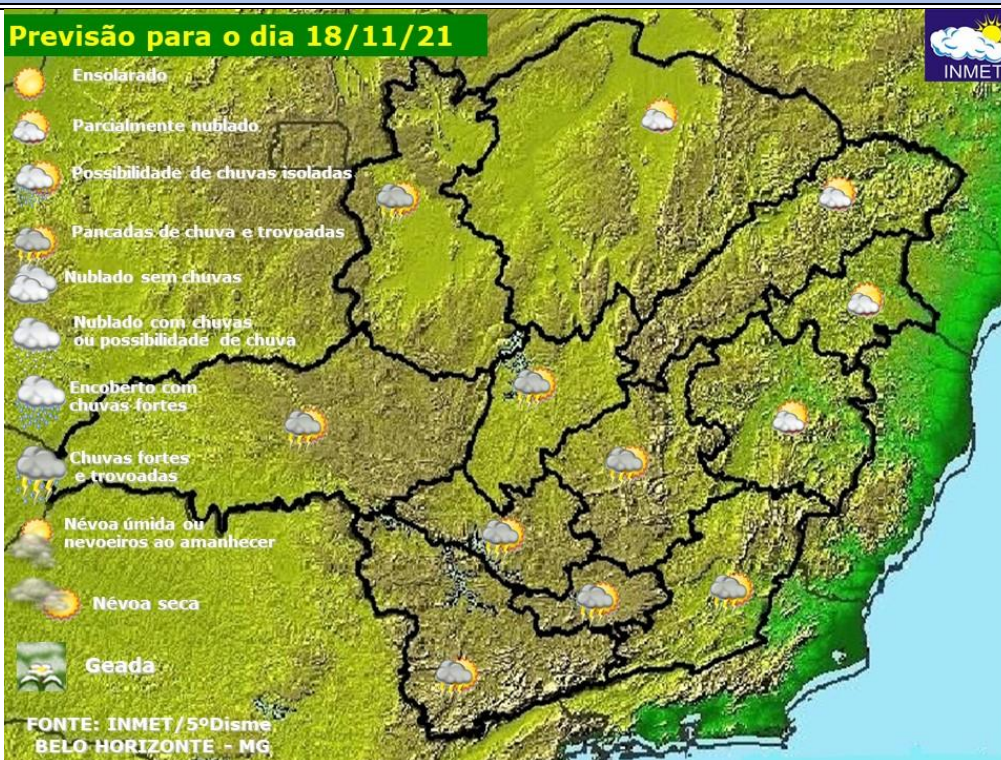 Previsão para o dia 18/11/21
INMET
Ensolarado
Parcialmente nublado
Possibilidade de chuvas isoladas
Pancadas de chuva e trovoadas
Nublado sem chuvas
Nublado com chuvas
ou possibilidade de chuva
Encoberto com
chuvas fortes
Chuvas fortes
e trovoadas
Névoa úmida ou
nevoeiros ao amanhecer
Névoa seca
Geada
FONTE: INMET/5ºDisme
BELO HORIZONTE - MG